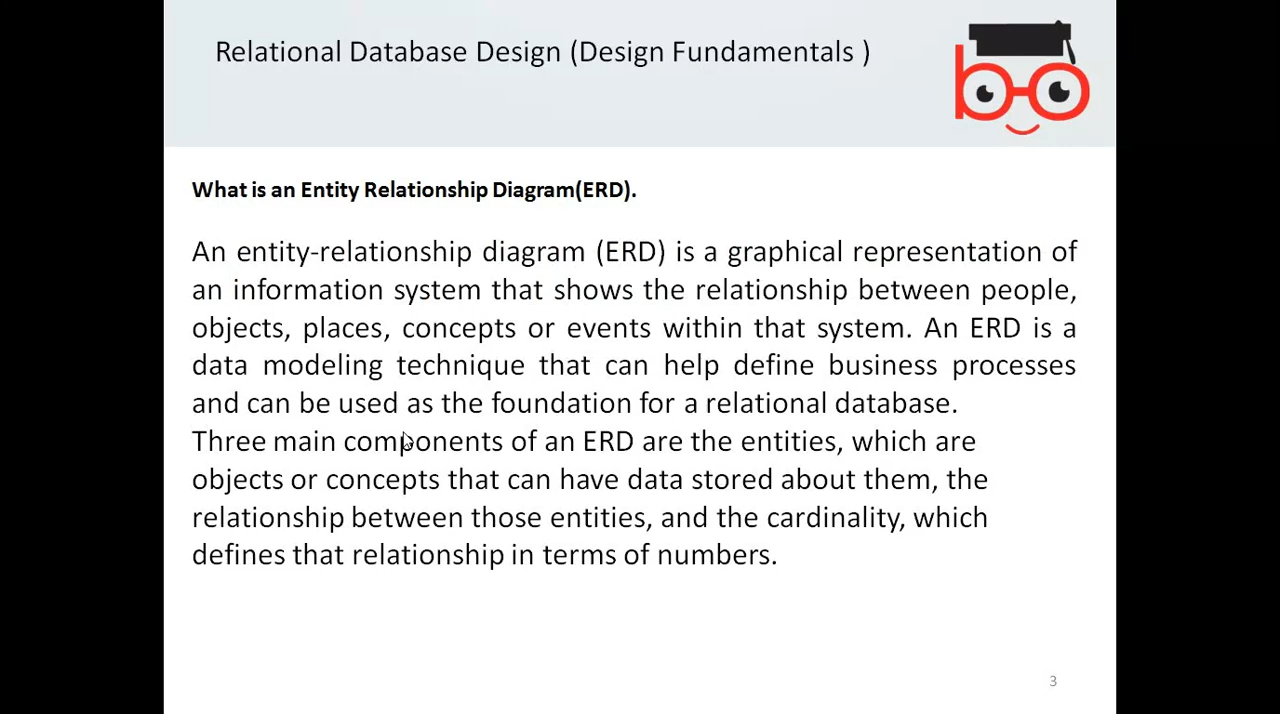 Relational Database Design (Design Fundamentals )
What is an Entity Relationship Diagram(ERD).
An entity-relationship diagram (ERD) is a graphical representation of
an information system that shows the relationship between people,
objects, places, concepts or events within that system. An ERD is a
data modeling technique that can help define business processes
and can be used as the foundation for a relational database.
Three main components of an ERD are the entities, which are
objects or concepts that can have data stored about them, the
relationship between those entities, and the cardinality, which
defines that relationship in terms of numbers.
3